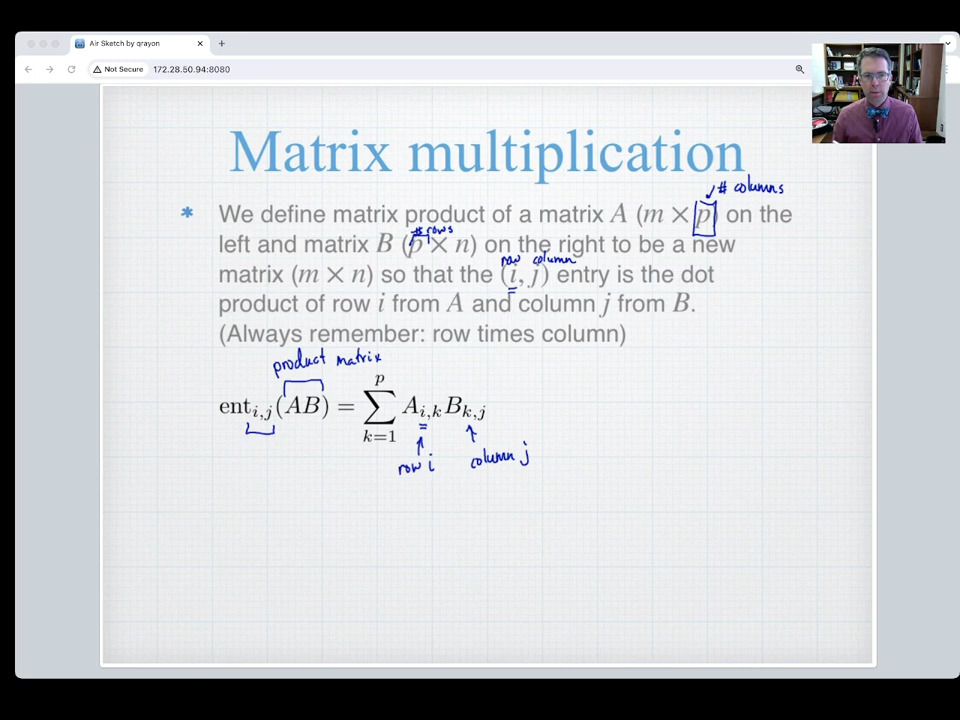 Air Sketch by qrayon
Not Secure 172.28.50.94:8080
Matrix multiplication
# columns
We define matrix product of a matrix A (m × p) on the
# rows
left and matrix B (p × n) on the right to be a new
row column
matrix (m × n) so that the (i, j) entry is the dot
product of row i from A and column j from B.
(Always remember: row times column)
product matrix
ent_{i,j}(AB) = \sum_{k=1}^{p} A_{i,k}B_{k,j}
row i column j